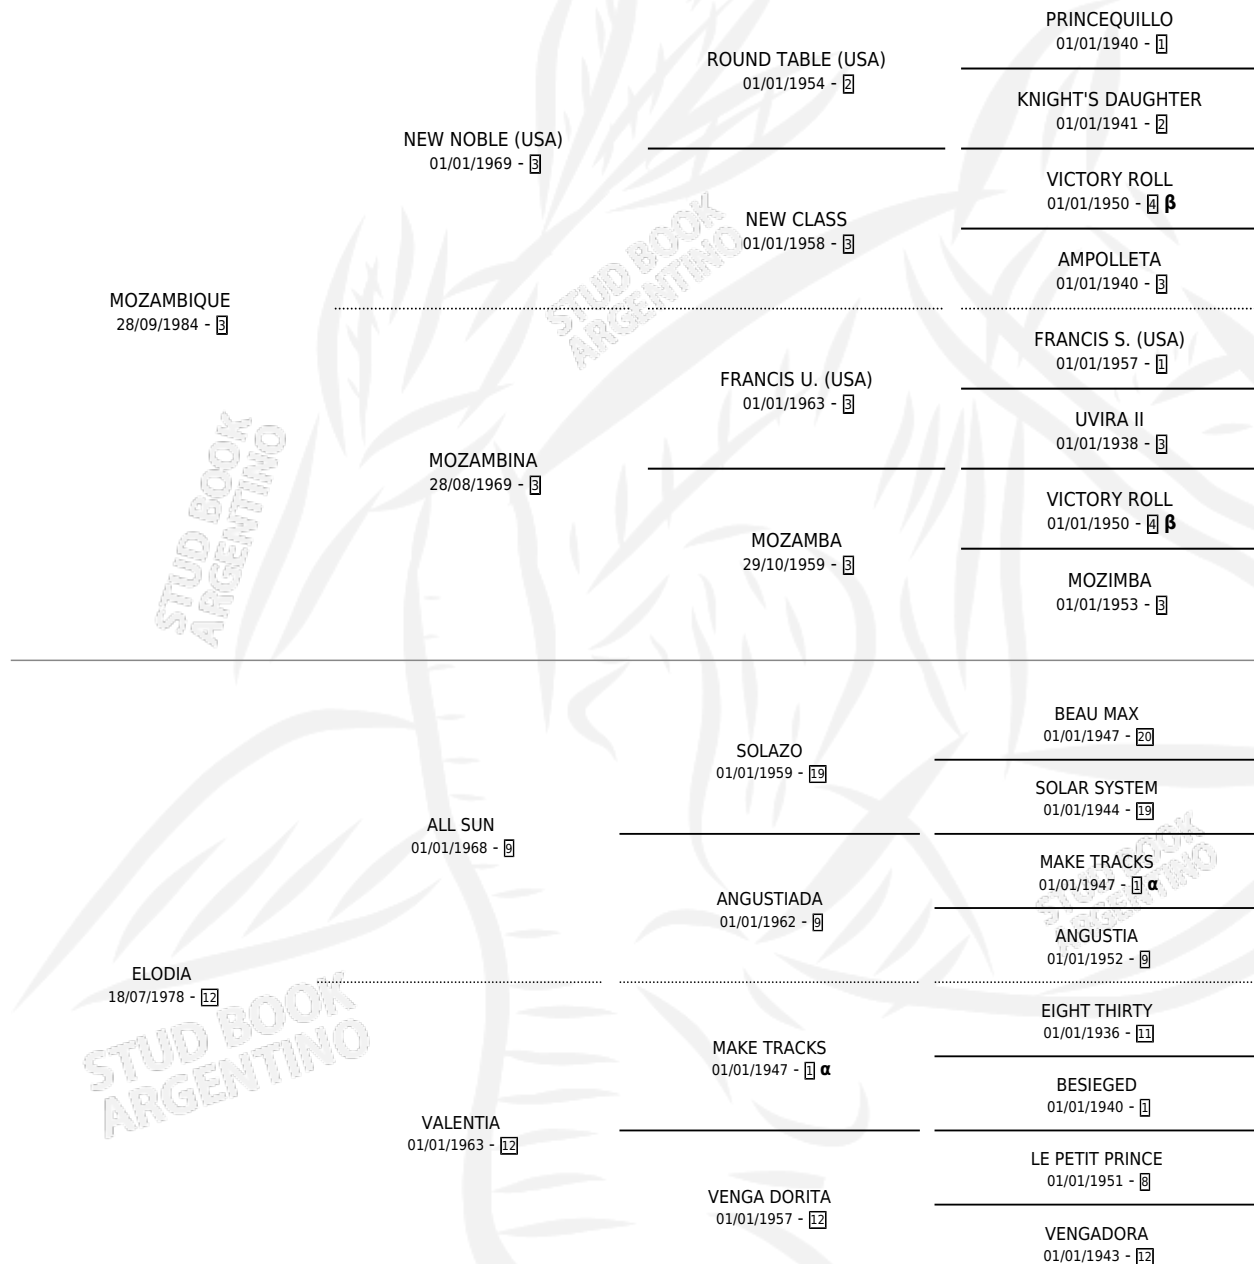 PRINCEQUILLO
01/01/1940 - 1
ROUND TABLE (USA)
01/01/1954 - 2
KNIGHT'S DAUGHTER
01/01/1941 - 2
NEW NOBLE (USA)
01/01/1969 - 3
VICTORY ROLL
01/01/1950 - 4 β
NEW CLASS
01/01/1958 - 3
AMPOLLETA
01/01/1940 - 3
MOZAMBIQUE
28/09/1984 - 3
FRANCIS S. (USA)
01/01/1957 - 1
FRANCIS U. (USA)
01/01/1963 - 3
UVIRA II
01/01/1938 - 3
MOZAMBINA
28/08/1969 - 3
VICTORY ROLL
01/01/1950 - 4 β
MOZAMBA
29/10/1959 - 3
MOZIMBA
01/01/1953 - 3
BEAU MAX
01/01/1947 - 20
SOLAZO
01/01/1959 - 19
SOLAR SYSTEM
01/01/1944 - 19
ALL SUN
01/01/1968 - 9
MAKE TRACKS
01/01/1947 - 1 α
ANGUSTIADA
01/01/1962 - 9
ANGUSTIA
01/01/1952 - 9
ELODIA
18/07/1978 - 12
EIGHT THIRTY
01/01/1936 - 11
MAKE TRACKS
01/01/1947 - 1 α
BESIEGED
01/01/1940 - 1
VALENTIA
01/01/1963 - 12
LE PETIT PRINCE
01/01/1951 - 8
VENGA DORITA
01/01/1957 - 12
VENGADORA
01/01/1943 - 12
STUD BOOK
ARGENTINO
STUD BOOK
ARGENTINO
STUD BOOK
ARGENTINO
STUD BOOK
ARGENTINO